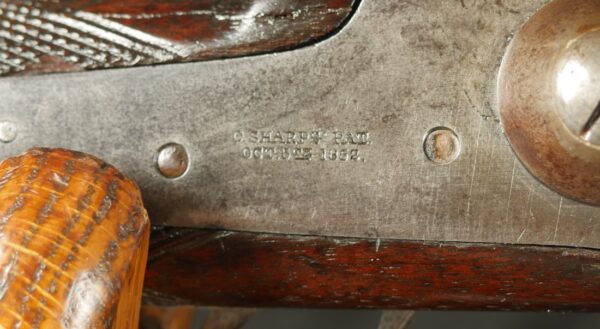 C. SHARPS' PAT.
OCT. 5TH 1852.